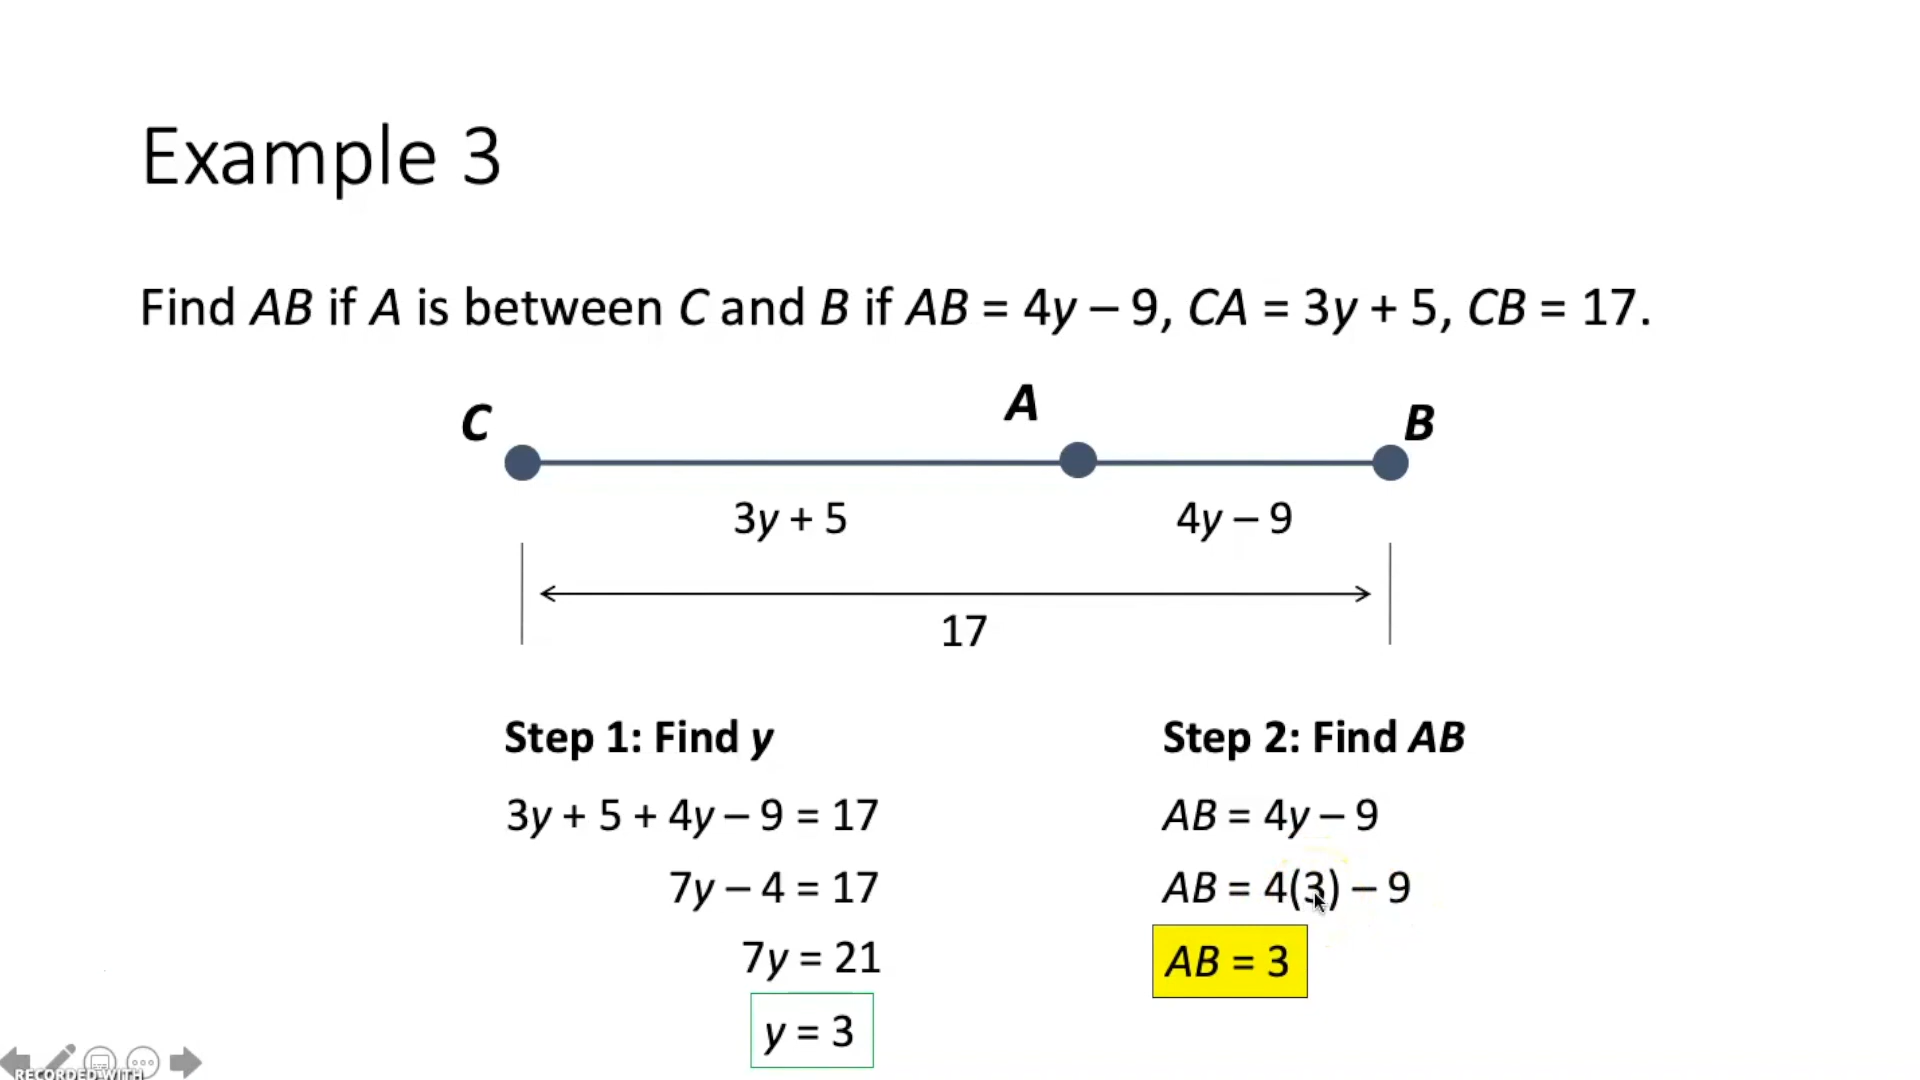 Example 3
Find AB if A is between C and B if AB = 4y – 9, CA = 3y + 5, CB = 17.
C A B
3y + 5 4y – 9
17
Step 1: Find y
3y + 5 + 4y – 9 = 17
7y – 4 = 17
7y = 21
y = 3
Step 2: Find AB
AB = 4y – 9
AB = 4(3) – 9
AB = 3
RECORDED WITH